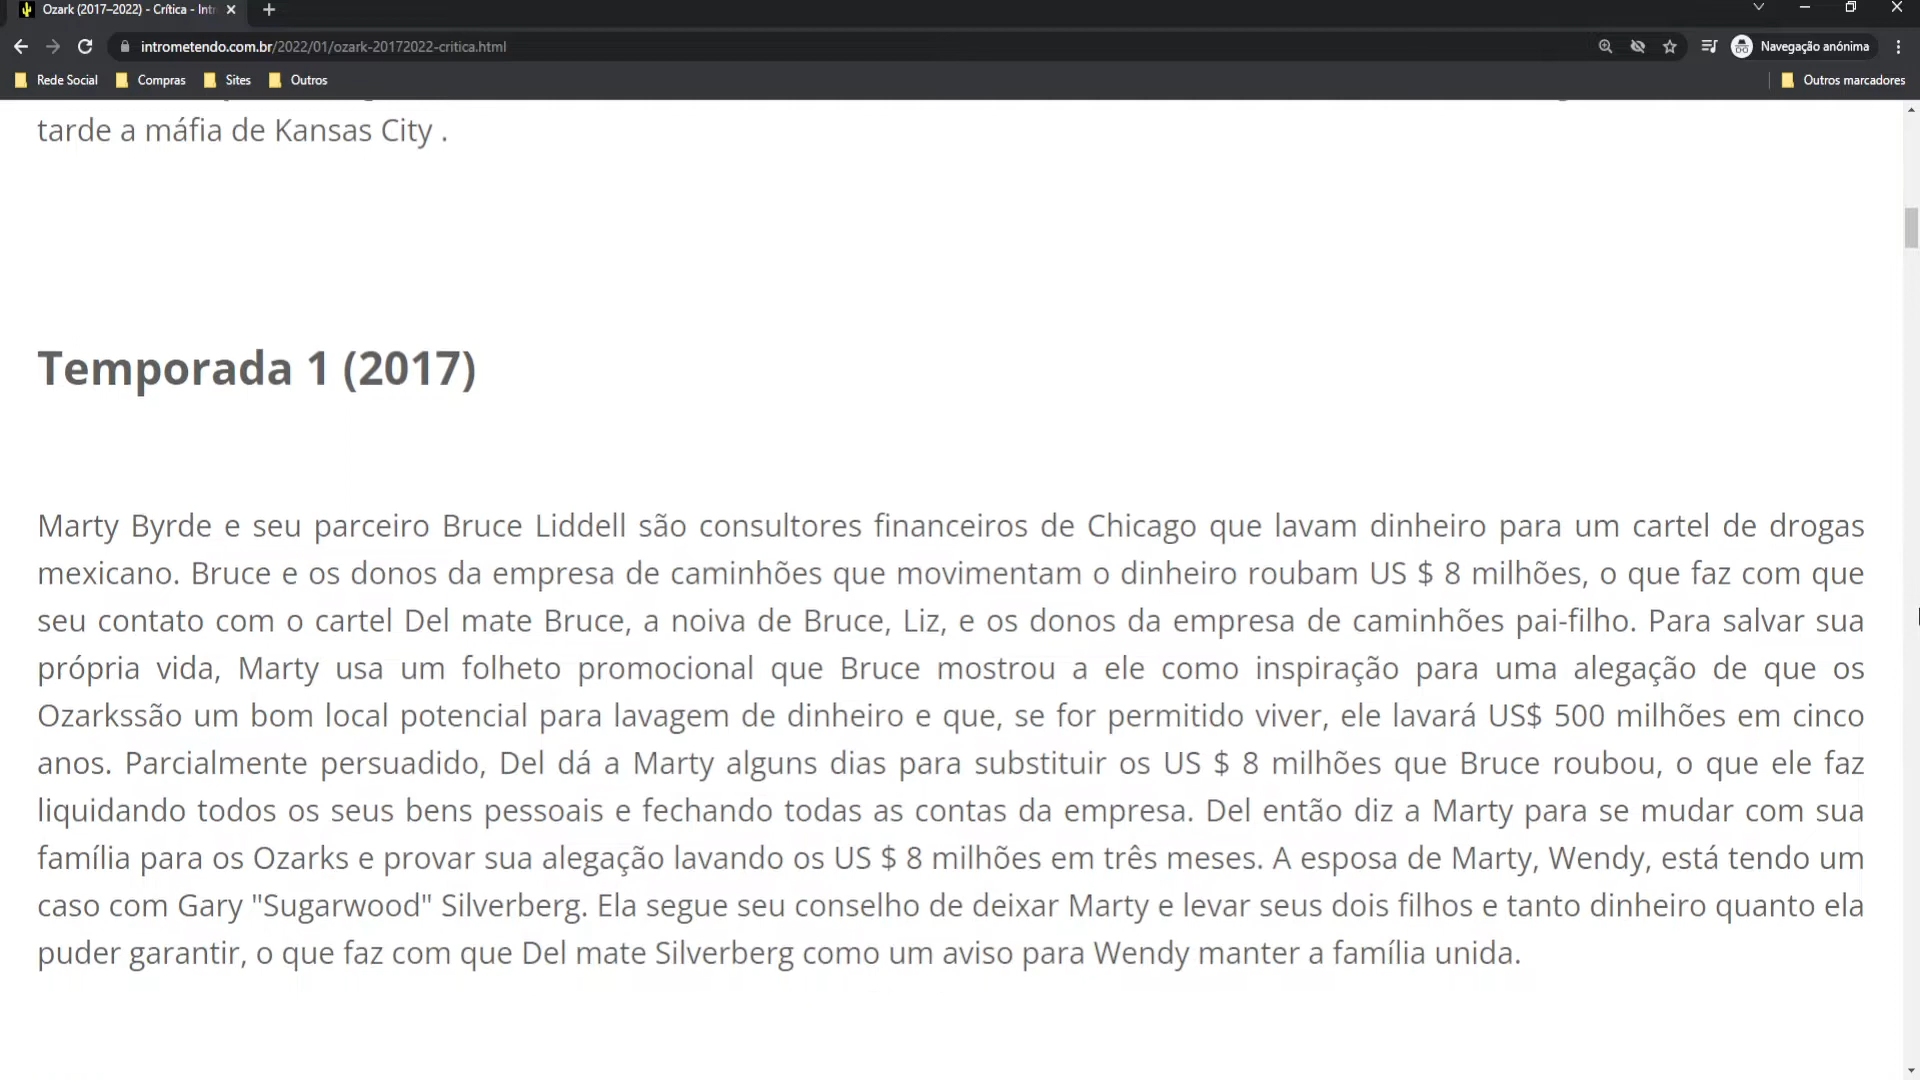 Ozark (2017–2022) - Crítica - Int
intrometendo.com.br/2022/01/ozark-20172022-critica.html
Navegação anónima
Rede Social
Compras
Sites
Outros
Outros marcadores
tarde a máfia de Kansas City .
Temporada 1 (2017)
Marty Byrde e seu parceiro Bruce Liddell são consultores financeiros de Chicago que lavam dinheiro para um cartel de drogas
mexicano. Bruce e os donos da empresa de caminhões que movimentam o dinheiro roubam US $ 8 milhões, o que faz com que
seu contato com o cartel Del mate Bruce, a noiva de Bruce, Liz, e os donos da empresa de caminhões pai-filho. Para salvar sua
própria vida, Marty usa um folheto promocional que Bruce mostrou a ele como inspiração para uma alegação de que os
Ozarkssão um bom local potencial para lavagem de dinheiro e que, se for permitido viver, ele lavará US$ 500 milhões em cinco
anos. Parcialmente persuadido, Del dá a Marty alguns dias para substituir os US $ 8 milhões que Bruce roubou, o que ele faz
liquidando todos os seus bens pessoais e fechando todas as contas da empresa. Del então diz a Marty para se mudar com sua
família para os Ozarks e provar sua alegação lavando os US $ 8 milhões em três meses. A esposa de Marty, Wendy, está tendo um
caso com Gary "Sugarwood" Silverberg. Ela segue seu conselho de deixar Marty e levar seus dois filhos e tanto dinheiro quanto ela
puder garantir, o que faz com que Del mate Silverberg como um aviso para Wendy manter a família unida.